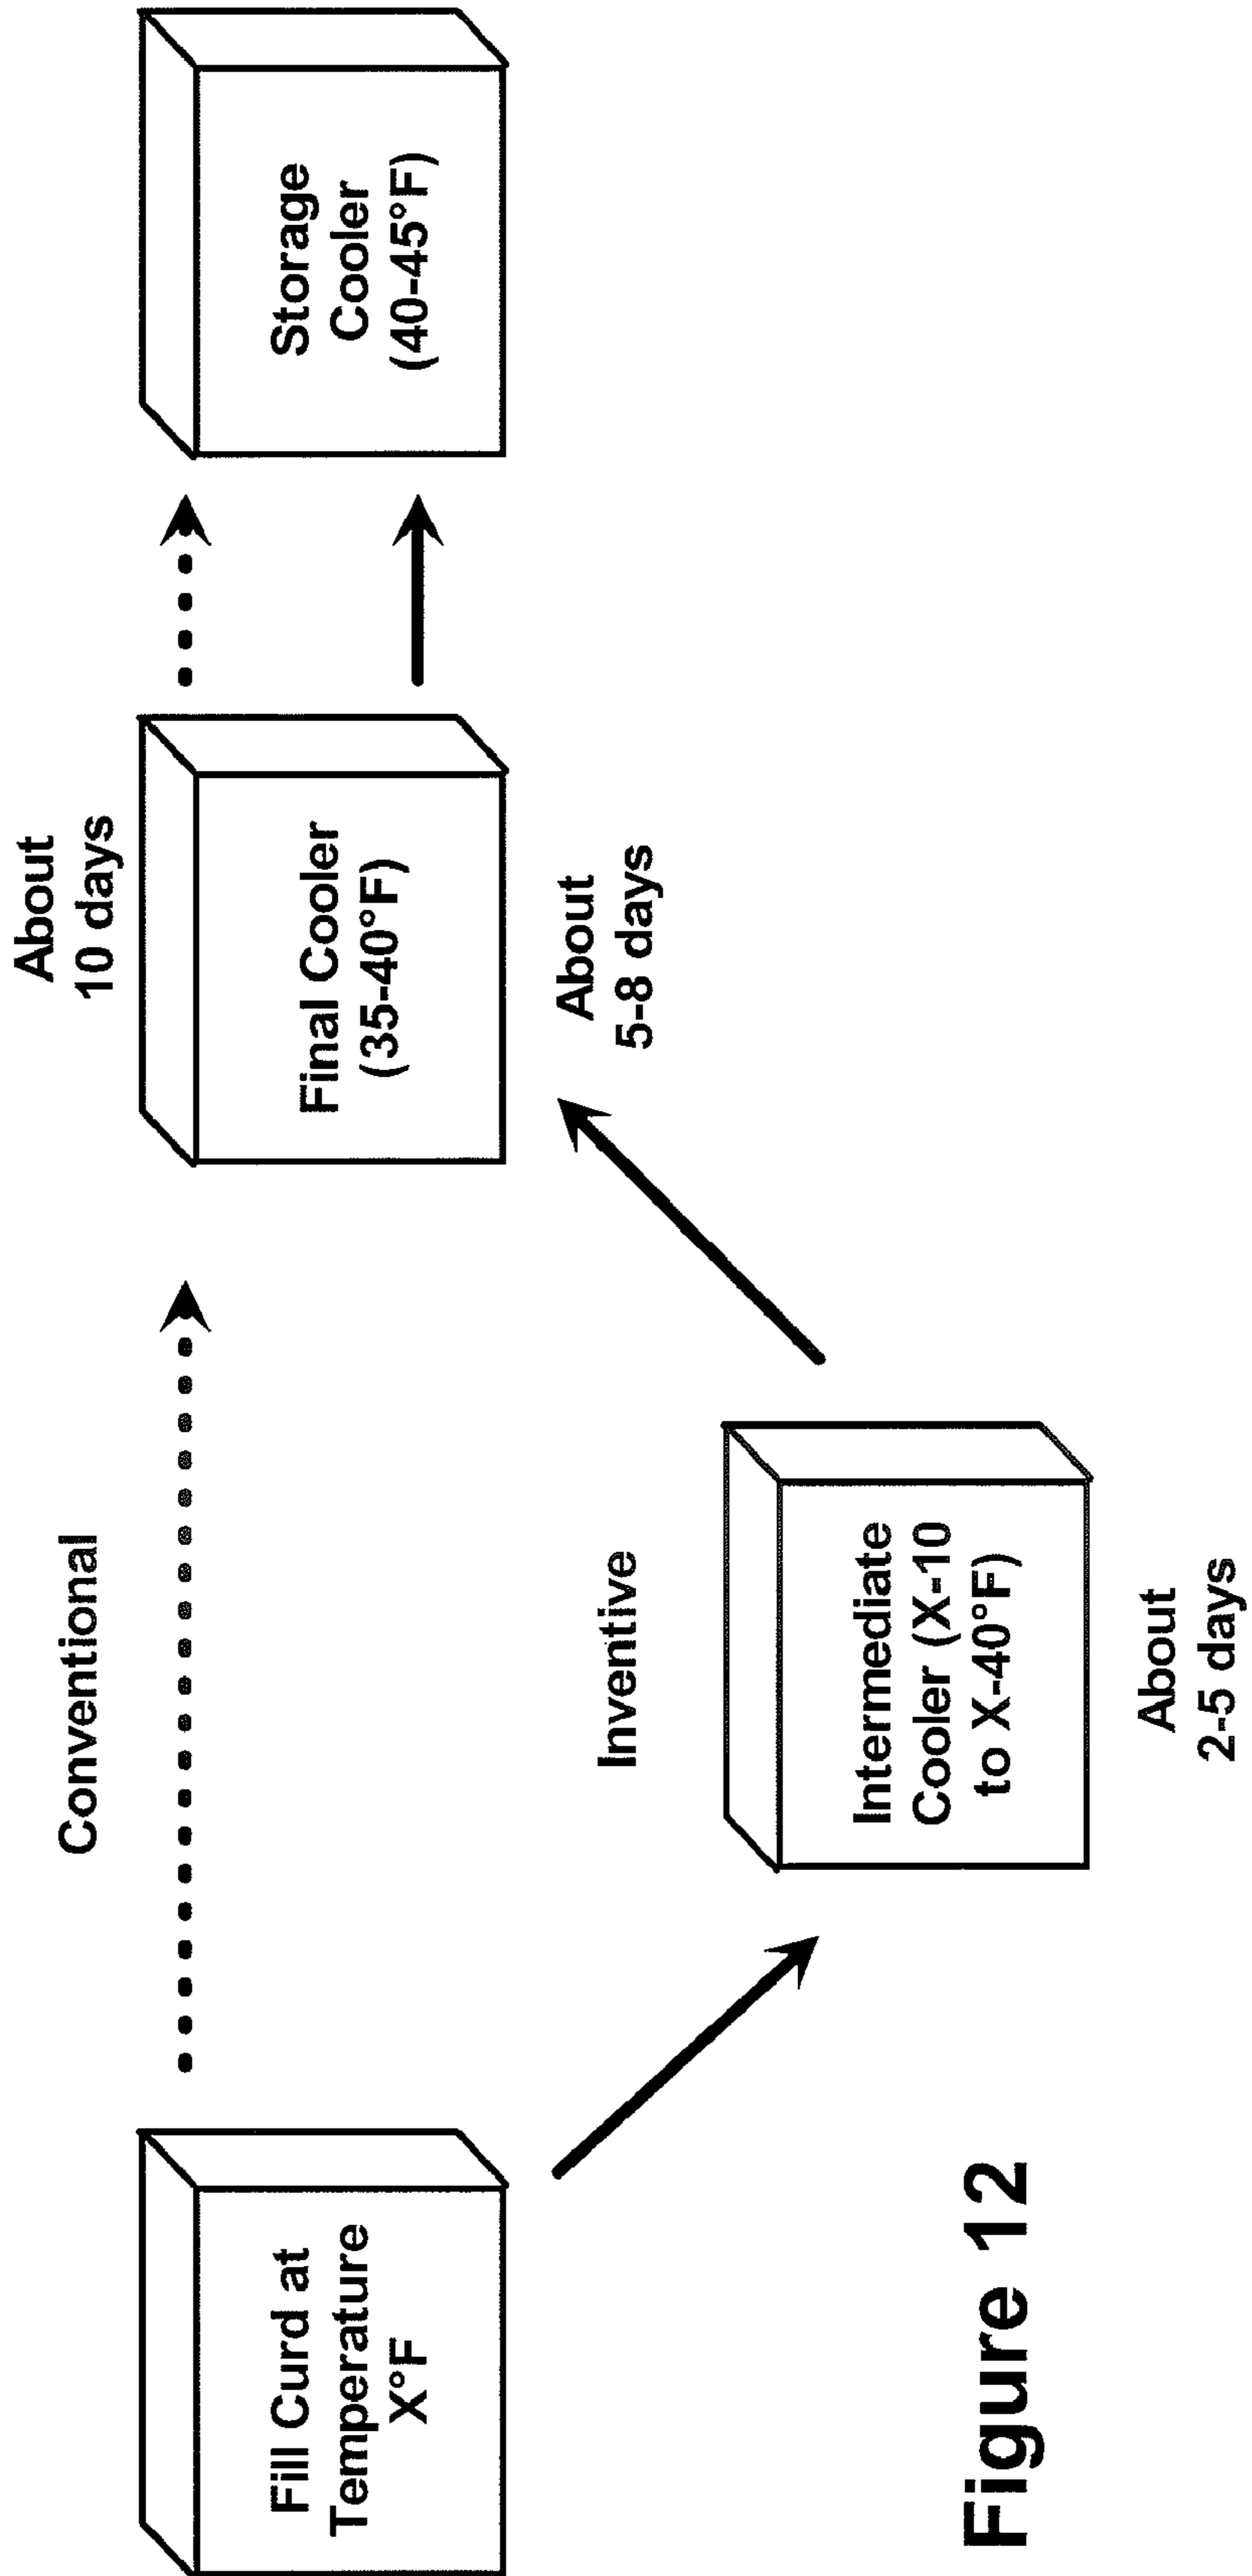 Conventional
About
10 days
Fill Curd at
Temperature
X°F
Final Cooler
(35-40°F)
Storage
Cooler
(40-45°F)
Inventive
About
5-8 days
Intermediate
Cooler (X-10
to X-40°F)
About
2-5 days
Figure 12